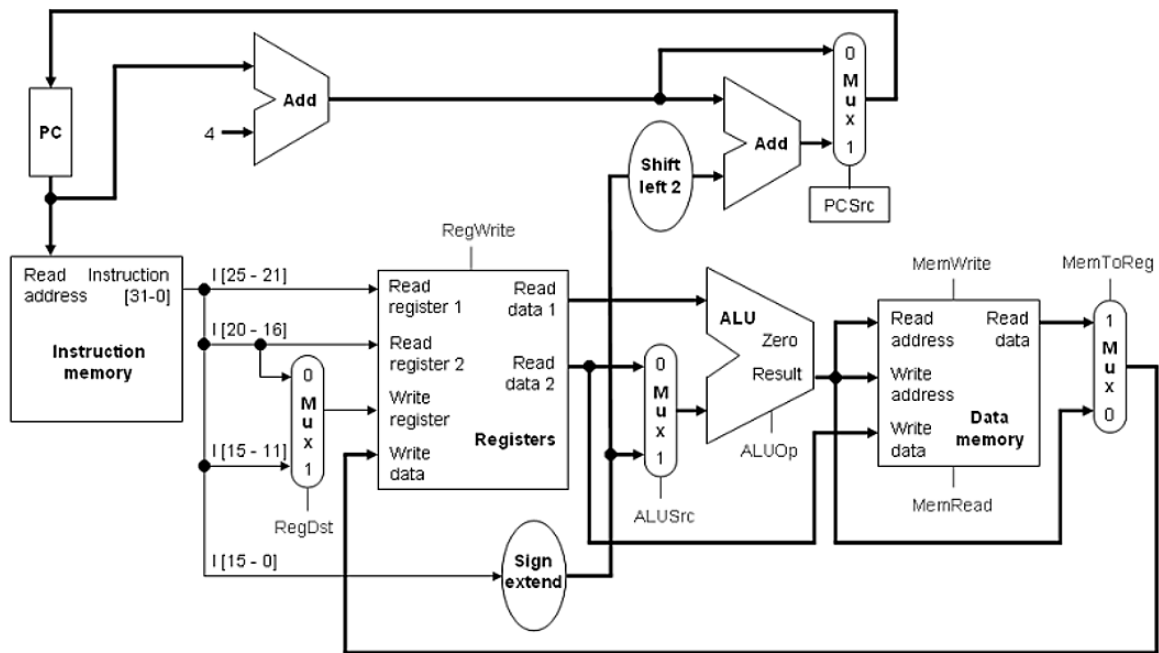 PC
4
Add
Shift
left 2
Add
0
M
u
x
1
PCSrc
Read
address
Instruction
[31-0]
Instruction
memory
I [25 - 21]
I [20 - 16]
I [15 - 11]
I [15 - 0]
0
M
u
x
1
RegDst
RegWrite
Read
register 1
Read
register 2
Write
register
Write
data
Read
data 1
Read
data 2
Registers
Sign
extend
0
M
u
x
1
ALUSrc
ALU
Zero
Result
ALUOp
MemWrite
Read
address
Write
address
Write
data
Read
data
Data
memory
MemRead
MemToReg
1
M
u
x
0